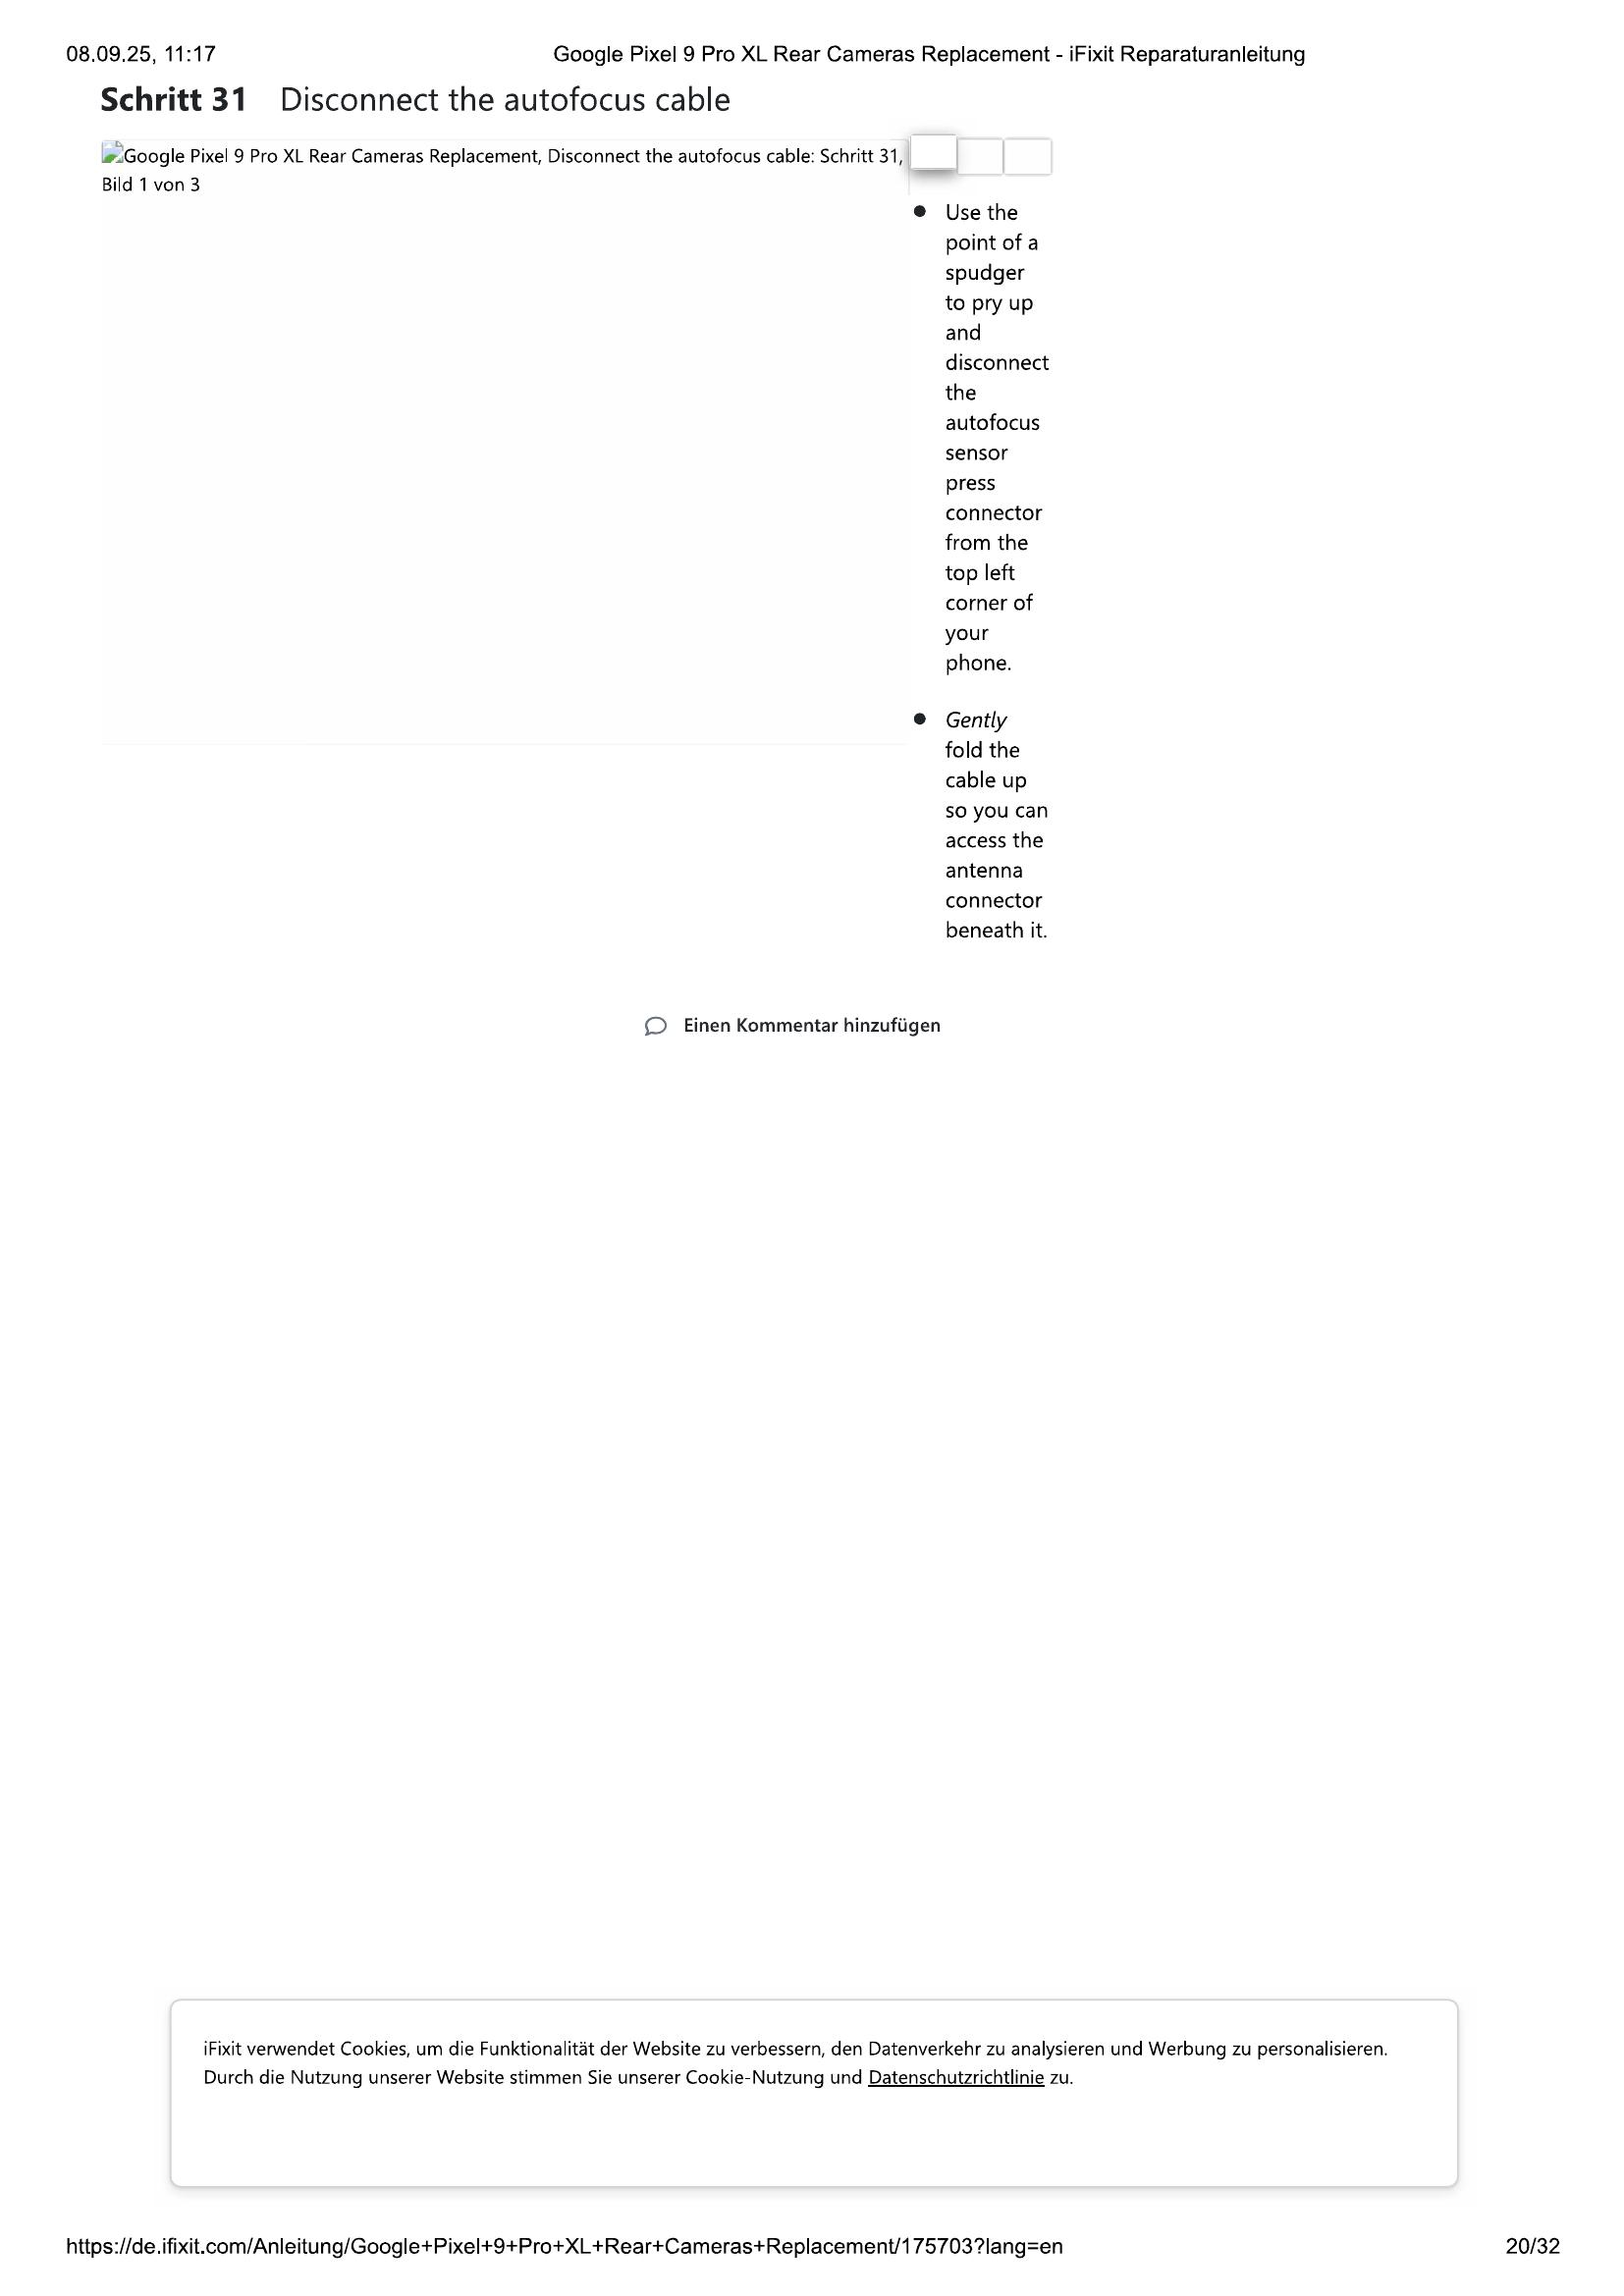 08.09.25, 11:17
Google Pixel 9 Pro XL Rear Cameras Replacement - iFixit Reparaturanleitung
Schritt 31 Disconnect the autofocus cable
Google Pixel 9 Pro XL Rear Cameras Replacement, Disconnect the autofocus cable: Schritt 31,
Bild 1 von 3
Use the
point of a
spudger
to pry up
and
disconnect
the
autofocus
sensor
press
connector
from the
top left
corner of
your
phone.
Gently
fold the
cable up
so you can
access the
antenna
connector
beneath it.
Einen Kommentar hinzufügen
iFixit verwendet Cookies, um die Funktionalität der Website zu verbessern, den Datenverkehr zu analysieren und Werbung zu personalisieren.
Durch die Nutzung unserer Website stimmen Sie unserer Cookie-Nutzung und Datenschutzrichtlinie zu.
https://de.ifixit.com/Anleitung/Google+Pixel+9+Pro+XL+Rear+Cameras+Replacement/175703?lang=en
20/32